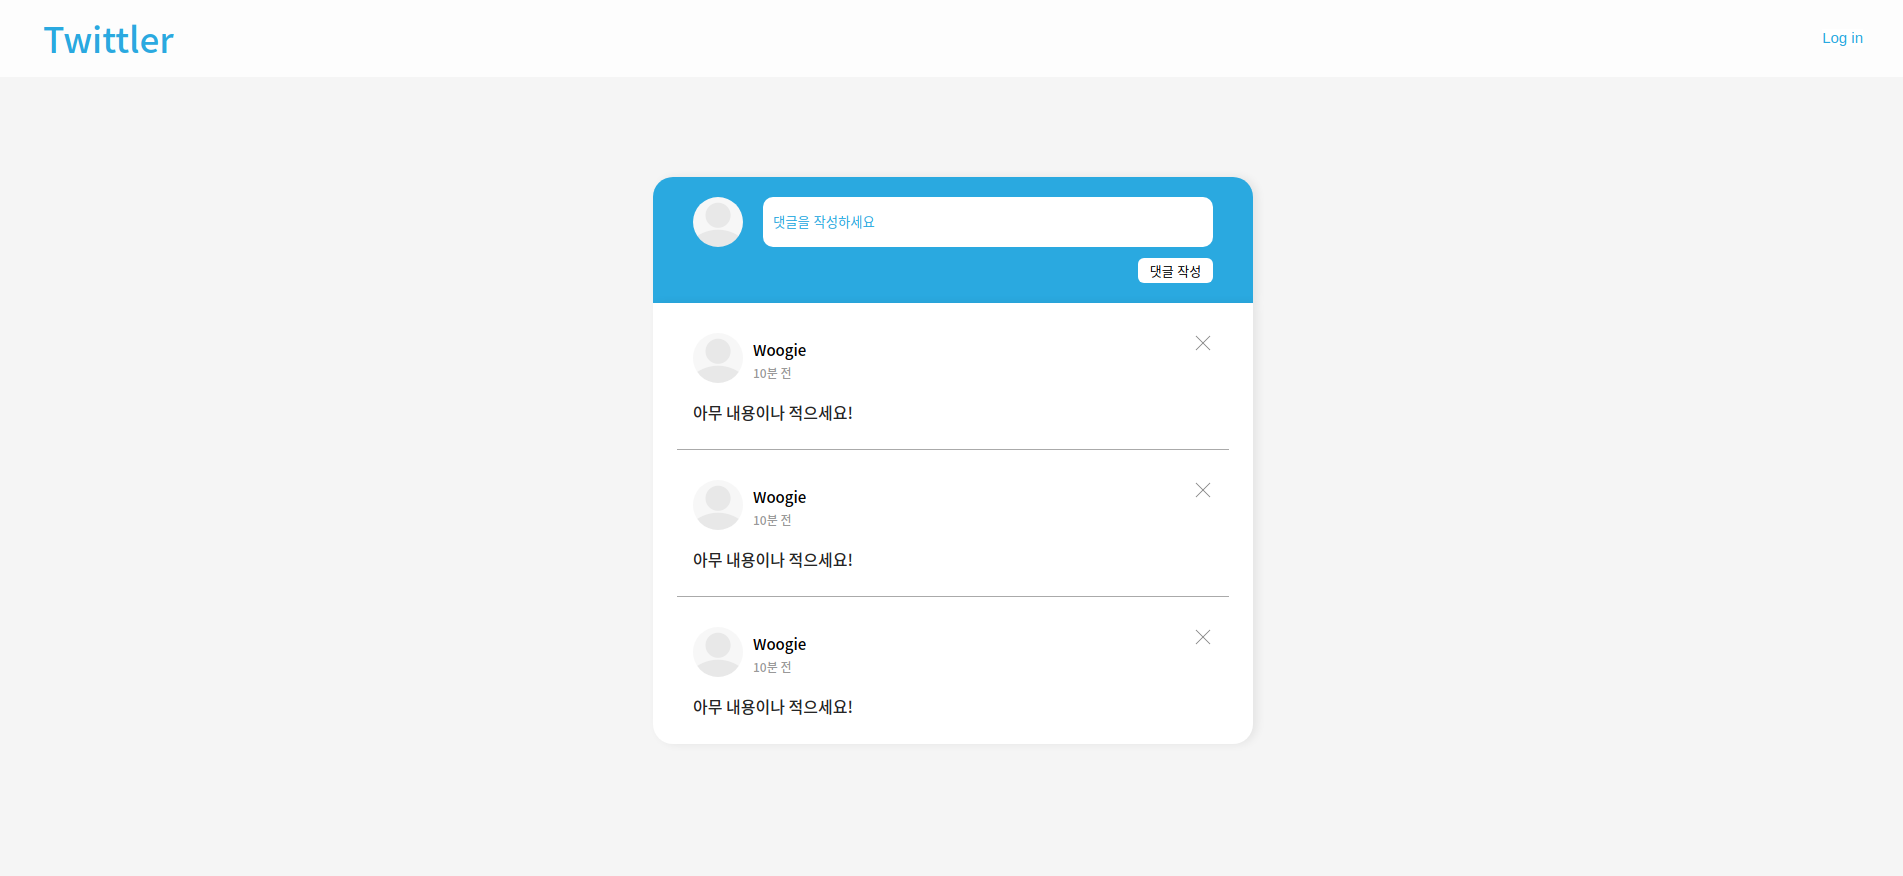 Twittler
Log in
댓글을 작성하세요
댓글 작성
Woogie
10분 전
아무 내용이나 적으세요!
Woogie
10분 전
아무 내용이나 적으세요!
Woogie
10분 전
아무 내용이나 적으세요!